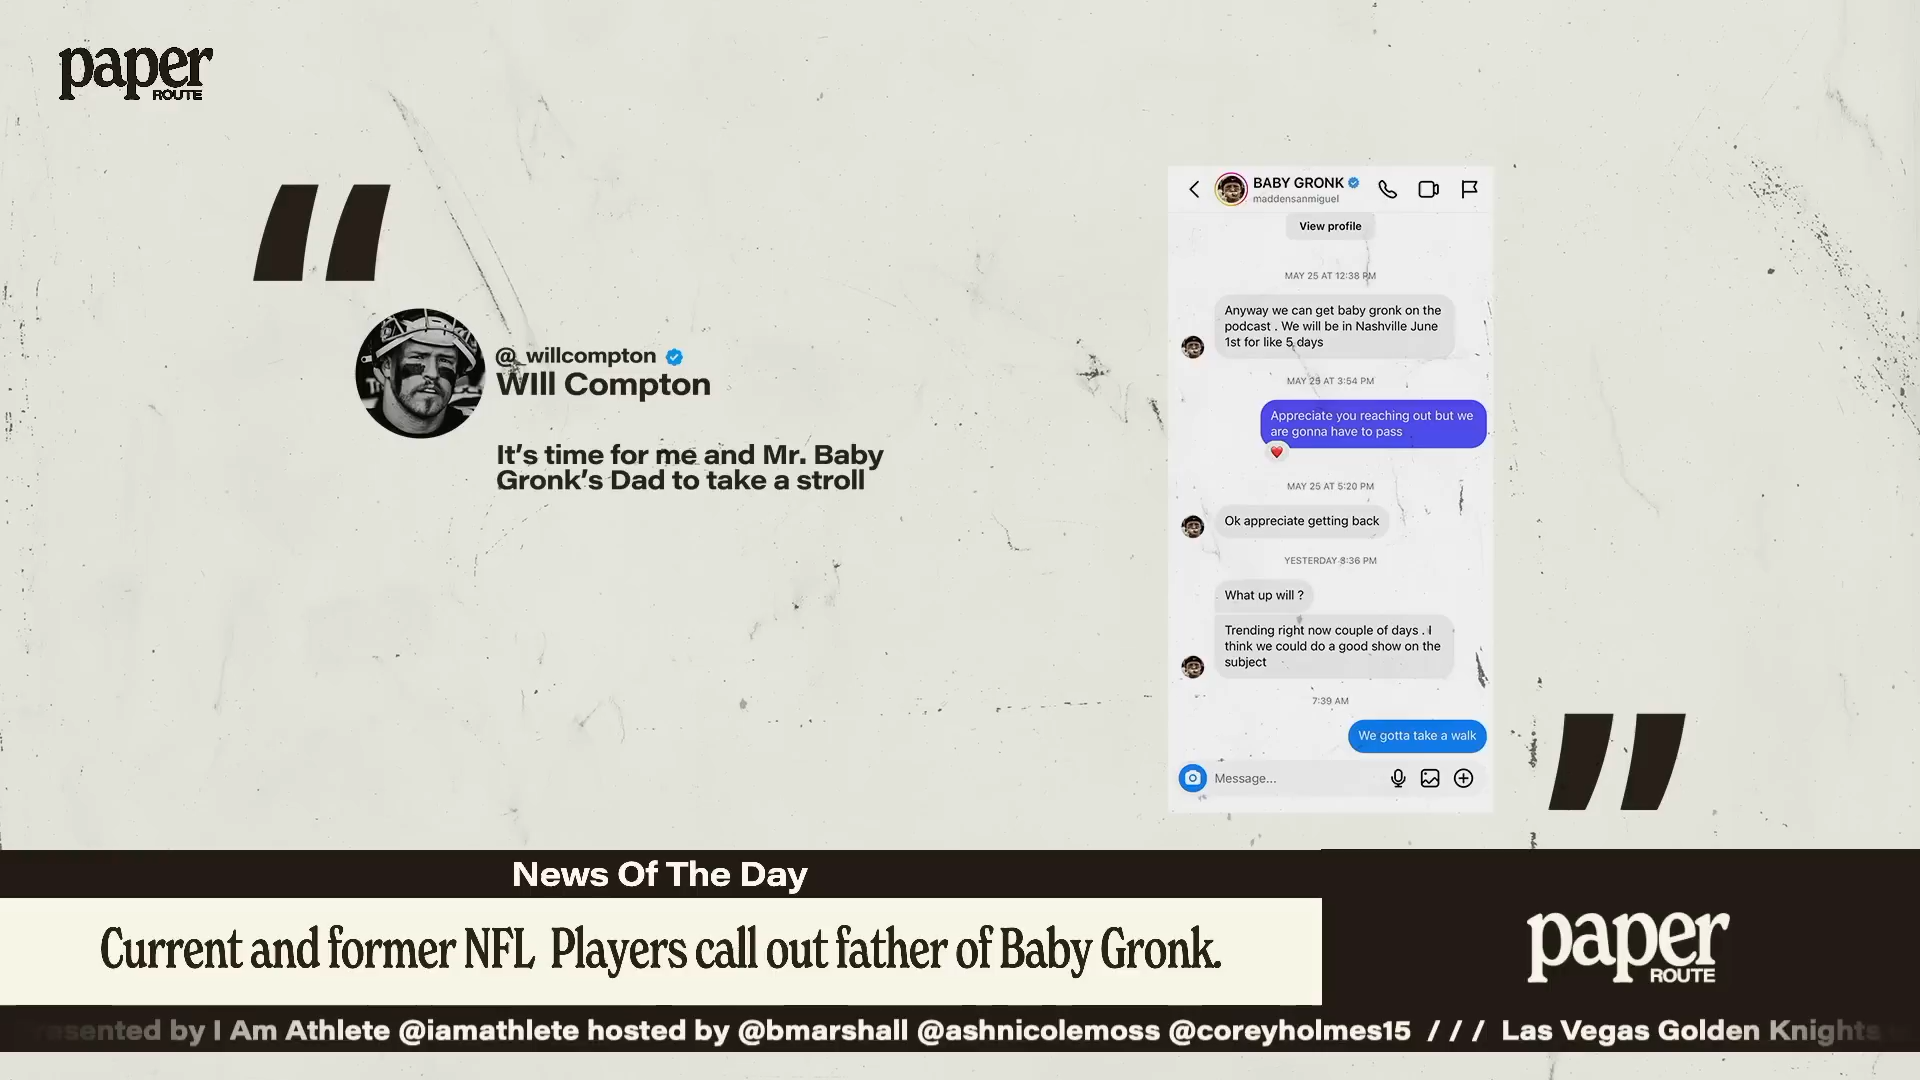 paper
ROUTE
“
@_willcompton
WIll Compton
It’s time for me and Mr. Baby
Gronk’s Dad to take a stroll
BABY GRONK
maddensanmiguel
View profile
MAY 25 AT 12:38 PM
Anyway we can get baby gronk on the
podcast . We will be in Nashville June
1st for like 5 days
MAY 25 AT 3:54 PM
Appreciate you reaching out but we
are gonna have to pass
MAY 25 AT 5:20 PM
Ok appreciate getting back
YESTERDAY 8:36 PM
What up will ?
Trending right now couple of days . I
think we could do a good show on the
subject
7:39 AM
We gotta take a walk
Message...
”
News Of The Day
Current and former NFL Players call out father of Baby Gronk.
paper
ROUTE
esented by I Am Athlete @iamathlete hosted by @bmarshall @ashnicolemoss @coreyholmes15 /// Las Vegas Golden Knights